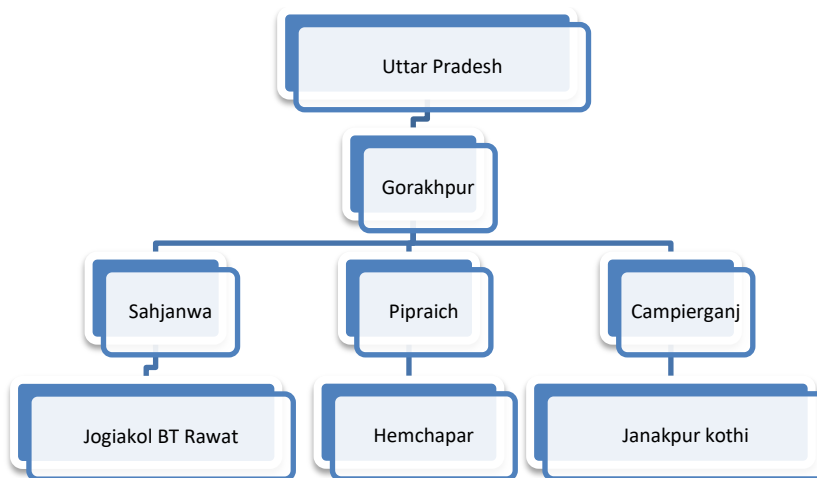 Uttar Pradesh
Gorakhpur
Sahjanwa
Pipraich
Campierganj
Jogiakol BT Rawat
Hemchapar
Janakpur kothi